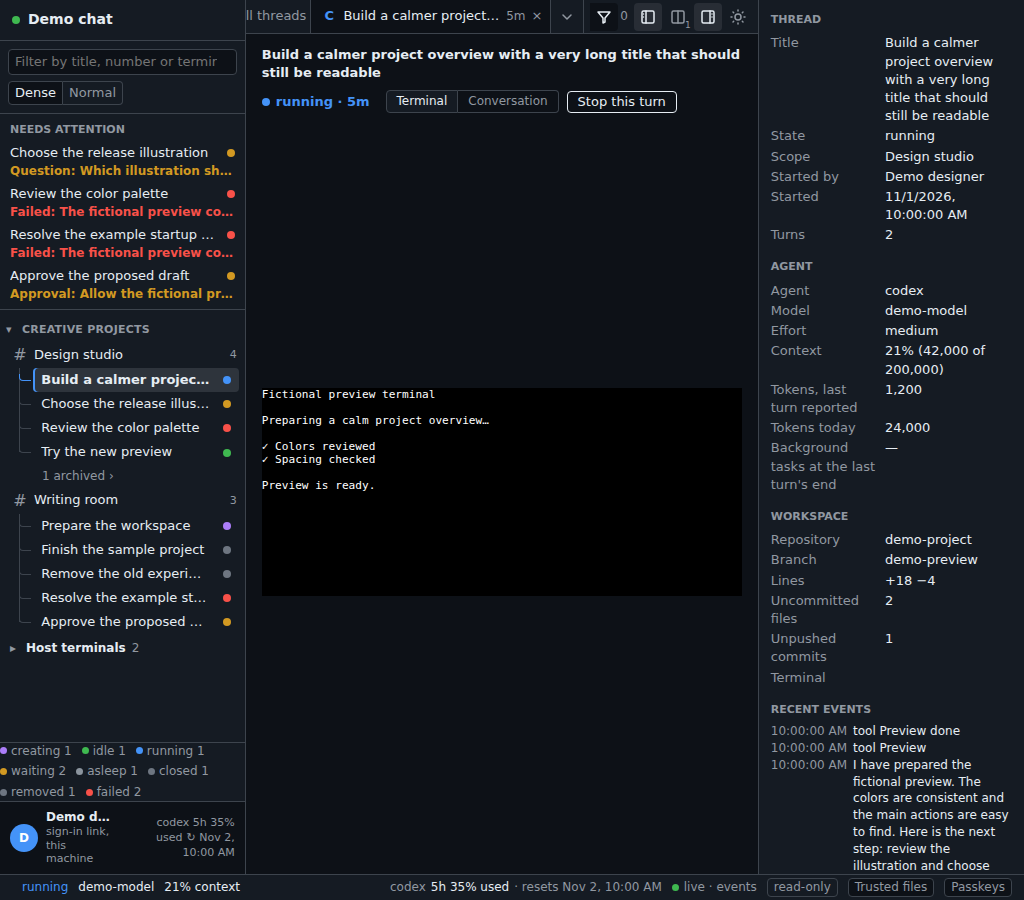 Demo chat
Filter by title, number or termir
Dense Normal
NEEDS ATTENTION
Choose the release illustration
Question: Which illustration sh…
Review the color palette
Failed: The fictional preview co…
Resolve the example startup …
Failed: The fictional preview co…
Approve the proposed draft
Approval: Allow the fictional pr…
▾ CREATIVE PROJECTS
# Design studio 4
Build a calmer projec…
Choose the release illus…
Review the color palette
Try the new preview
1 archived ›
# Writing room 3
Prepare the workspace
Finish the sample project
Remove the old experi…
Resolve the example st…
Approve the proposed …
▸ Host terminals 2
creating 1 idle 1 running 1
waiting 2 asleep 1 closed 1
removed 1 failed 2
D
Demo d…
sign-in link,
this
machine
codex 5h 35%
used ↻ Nov 2,
10:00 AM
ll threads C Build a calmer project… 5m × 0 1
Build a calmer project overview with a very long title that should
still be readable
running · 5m Terminal Conversation Stop this turn
Fictional preview terminal
Preparing a calm project overview…
✓ Colors reviewed
✓ Spacing checked
Preview is ready.
THREAD
Title Build a calmer
project overview
with a very long
title that should
still be readable
State running
Scope Design studio
Started by Demo designer
Started 11/1/2026,
10:00:00 AM
Turns 2
AGENT
Agent codex
Model demo-model
Effort medium
Context 21% (42,000 of
200,000)
Tokens, last 1,200
turn reported
Tokens today 24,000
Background —
tasks at the last
turn's end
WORKSPACE
Repository demo-project
Branch demo-preview
Lines +18 −4
Uncommitted 2
files
Unpushed 1
commits
Terminal
RECENT EVENTS
10:00:00 AM tool Preview done
10:00:00 AM tool Preview
10:00:00 AM I have prepared the
fictional preview. The
colors are consistent and
the main actions are easy
to find. Here is the next
step: review the
illustration and choose
running demo-model 21% context codex 5h 35% used · resets Nov 2, 10:00 AM live · events read-only Trusted files Passkeys